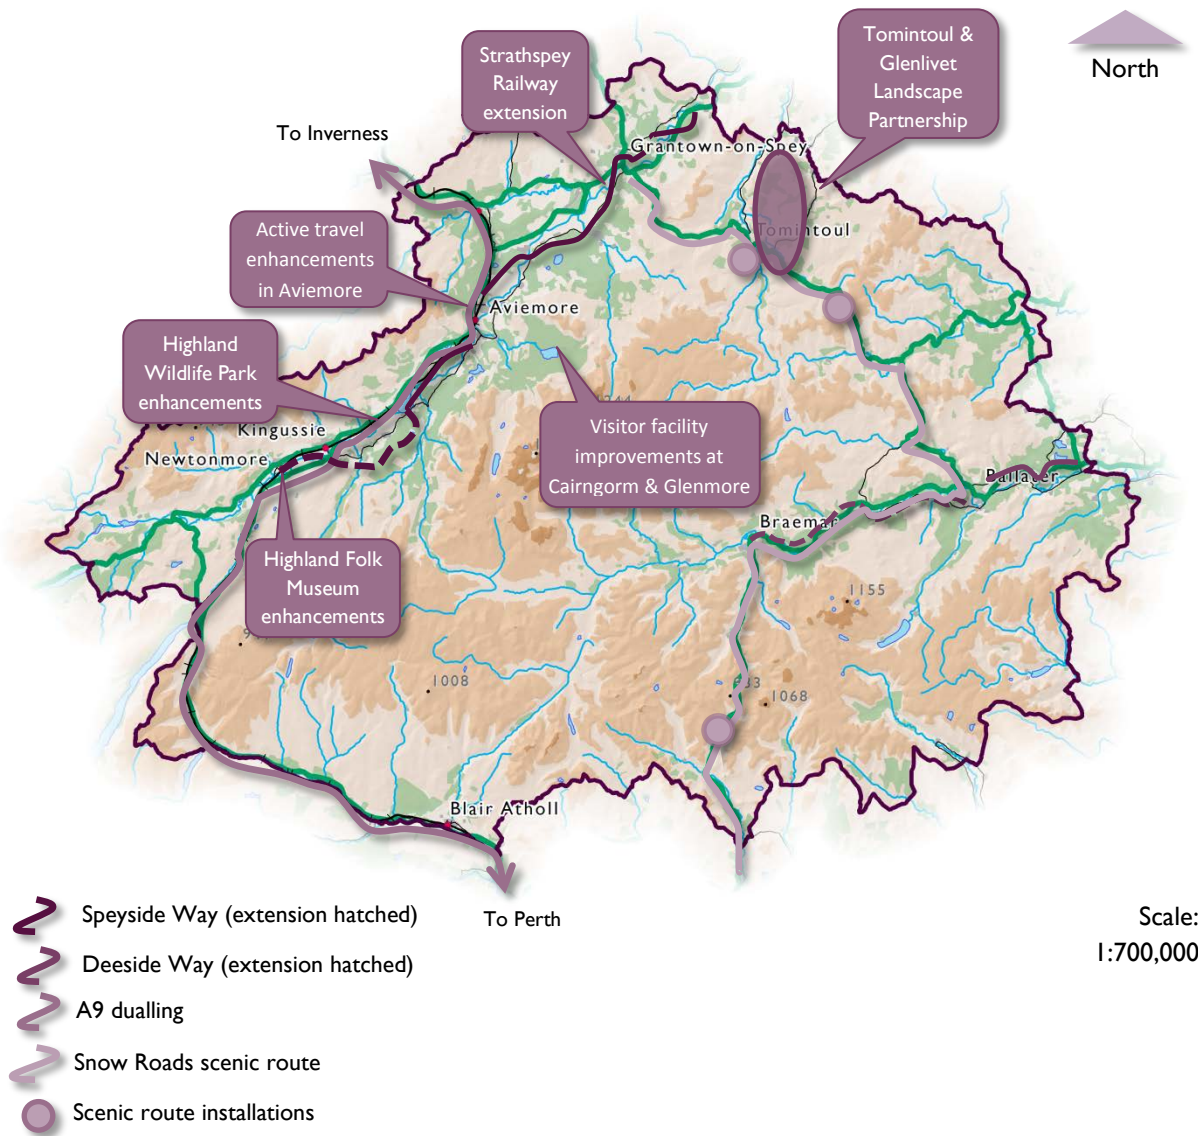 Strathspey
Railway
extension
Tomintoul &
Glenlivet
Landscape
Partnership
North
To Inverness
Grantown-on-Spey
Active travel
enhancements
in Aviemore
Tomintoul
Aviemore
Highland
Wildlife Park
enhancements
Kingussie
Newtonmore
Visitor facility
improvements at
Cairngorm & Glenmore
Ballater
Braemar
Highland Folk
Museum
enhancements
1155
1008
1068
Blair Atholl
To Perth
Speyside Way (extension hatched)
Deeside Way (extension hatched)
A9 dualling
Snow Roads scenic route
Scenic route installations
Scale:
1:700,000